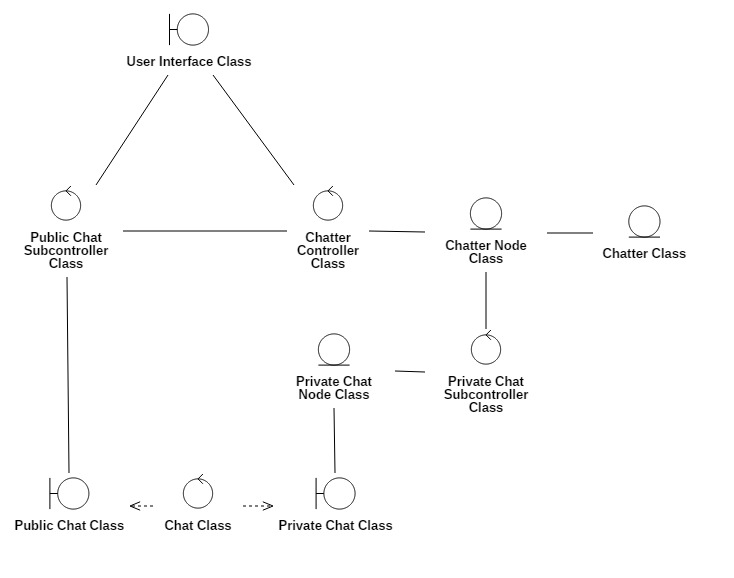 User Interface Class
Public Chat
Subcontroller
Class
Chatter
Controller
Class
Chatter Node
Class
Chatter Class
Private Chat
Node Class
Private Chat
Subcontroller
Class
Public Chat Class
Chat Class
Private Chat Class